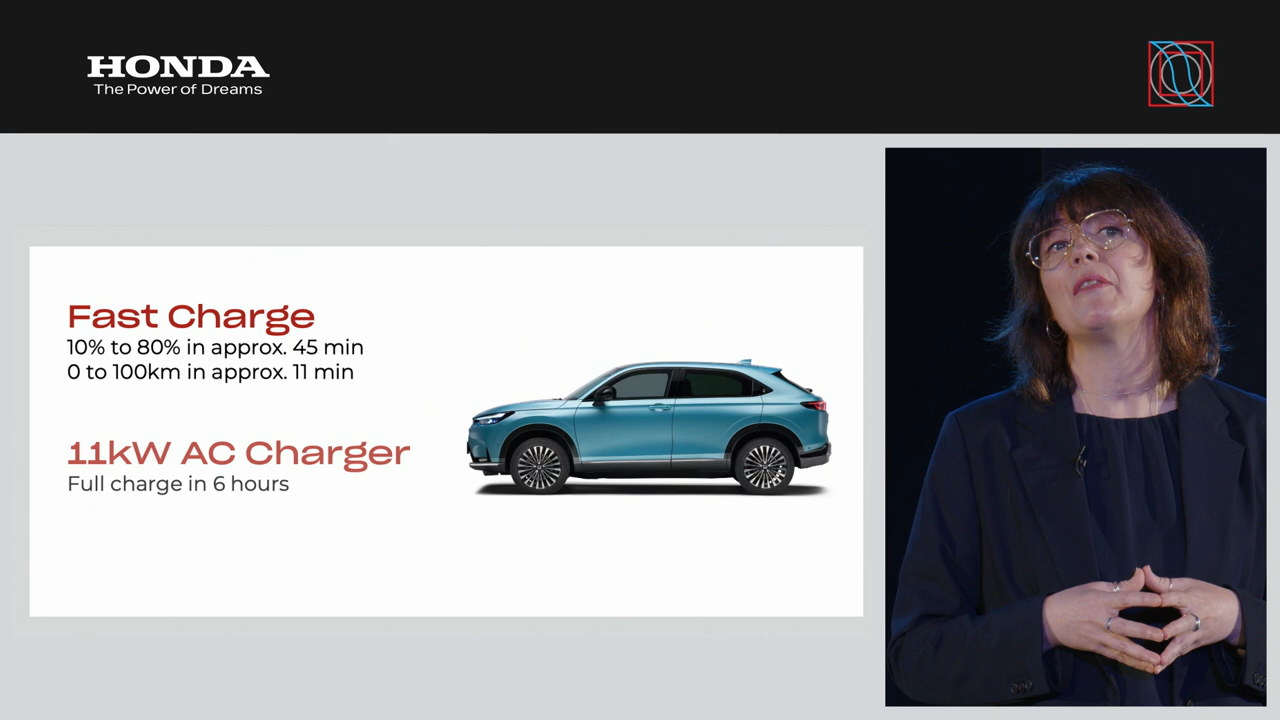 HONDA
The Power of Dreams
Fast Charge
10% to 80% in approx. 45 min
0 to 100km in approx. 11 min
11kW AC Charger
Full charge in 6 hours